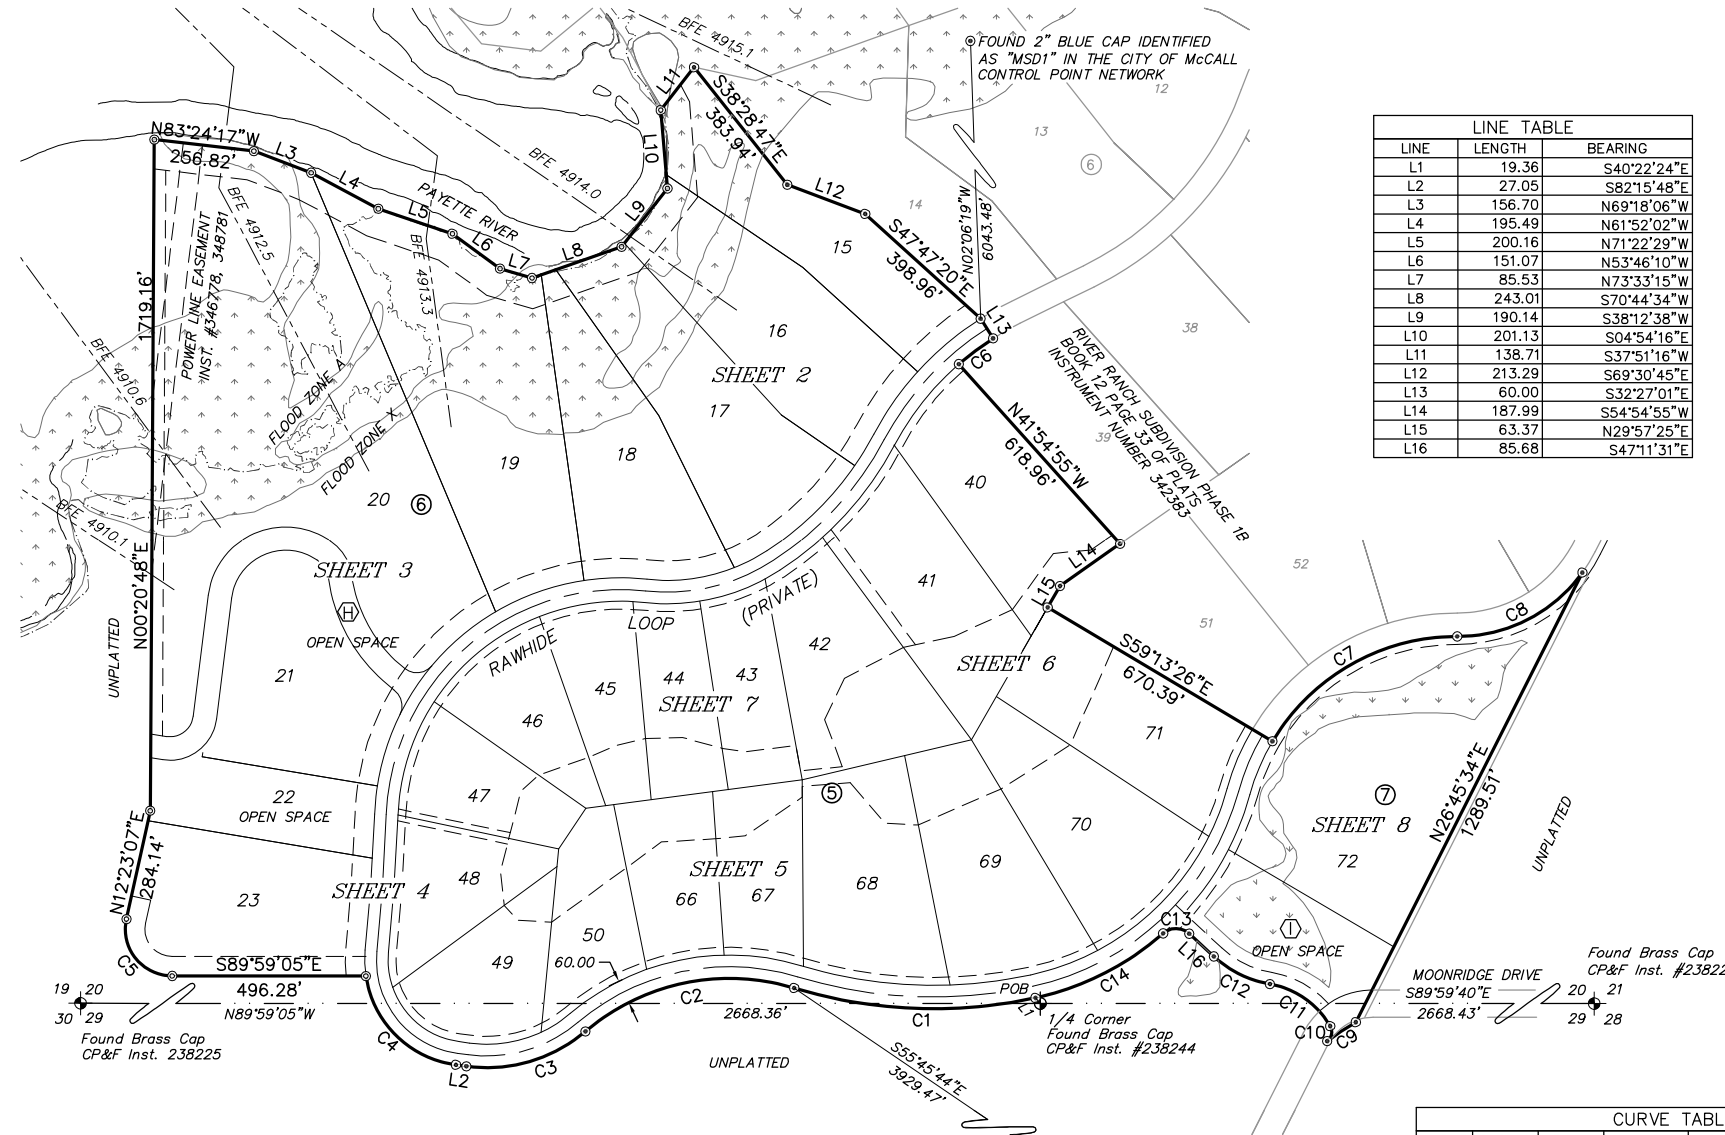 BFE 4915.1
FOUND 2" BLUE CAP IDENTIFIED
AS "MSD1" IN THE CITY OF McCALL
CONTROL POINT NETWORK
12
13
6
14
N02°06'19"W
6043.48'
L11
S38°28'47"E
383.94'
L10
L12
15
S47°47'20"E
398.96'
L13
C6
N83°24'17"W
256.82'
L3
L4
L5
L6
L7
L8
L9
PAYETTE RIVER
BFE 4914.0
BFE 4912.5
BFE 4913.3
BFE 4910.6
BFE 4910.1
POWER LINE EASEMENT
INST. #346778, 348781
1719.16'
N00°20'48"E
FLOOD ZONE A
FLOOD ZONE X
16
SHEET 2
17
18
19
20
6
38
39
RIVER RANCH SUBDIVISION PHASE 1B
BOOK 12 PAGE 33 OF PLATS
INSTRUMENT NUMBER 342383
N41°54'55"W
618.96'
40
41
L14
L15
52
51
SHEET 3
H
OPEN SPACE
UNPLATTED
21
RAWHIDE
LOOP
(PRIVATE)
42
43
44
45
46
SHEET 7
SHEET 6
S59°13'26"E
670.39'
71
C7
C8
22
OPEN SPACE
47
5
7
SHEET 8
72
N26°45'34"E
1289.51'
UNPLATTED
70
N12°23'07"E
284.14'
23
SHEET 4
48
SHEET 5
66
67
68
69
50
49
60.00
C5
S89°59'05"E
496.28'
N89°59'05"W
19 20
30 29
Found Brass Cap
CP&F Inst. 238225
C4
L2
C3
C2
2668.36'
C1
POB
L1
C14
C13
L16
C12
C11
C10
C9
I
OPEN SPACE
MOONRIDGE DRIVE
S89°59'40"E
2668.43'
Found Brass Cap
CP&F Inst. #23822
20 21
29 28
1/4 Corner
Found Brass Cap
CP&F Inst. #238244
UNPLATTED
S55°45'44"E
3929.47'
LINE TABLE
LINE LENGTH BEARING
L1 19.36 S40°22'24"E
L2 27.05 S82°15'48"E
L3 156.70 N69°18'06"W
L4 195.49 N61°52'02"W
L5 200.16 N71°22'29"W
L6 151.07 N53°46'10"W
L7 85.53 N73°33'15"W
L8 243.01 S70°44'34"W
L9 190.14 S38°12'38"W
L10 201.13 S04°54'16"E
L11 138.71 S37°51'16"W
L12 213.29 S69°30'45"E
L13 60.00 S32°27'01"E
L14 187.99 S54°54'55"W
L15 63.37 N29°57'25"E
L16 85.68 S47°11'31"E
CURVE TABL